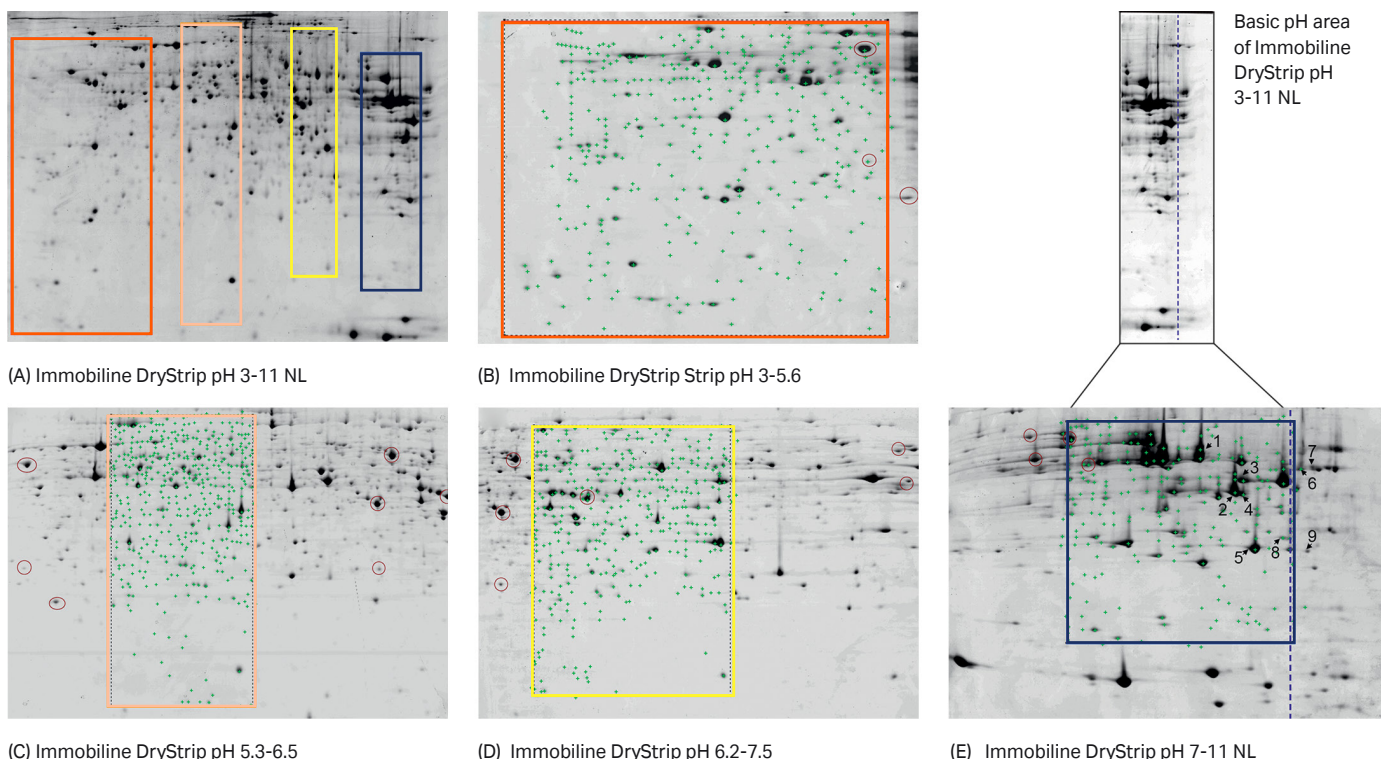 Basic pH area
of Immobiline
DryStrip pH
3-11 NL
(A) Immobiline DryStrip pH 3-11 NL
(B) Immobiline DryStrip Strip pH 3-5.6
1
7
3
6
2
4
9
5
8
(C) Immobiline DryStrip pH 5.3-6.5
(D) Immobiline DryStrip pH 6.2-7.5
(E) Immobiline DryStrip pH 7-11 NL